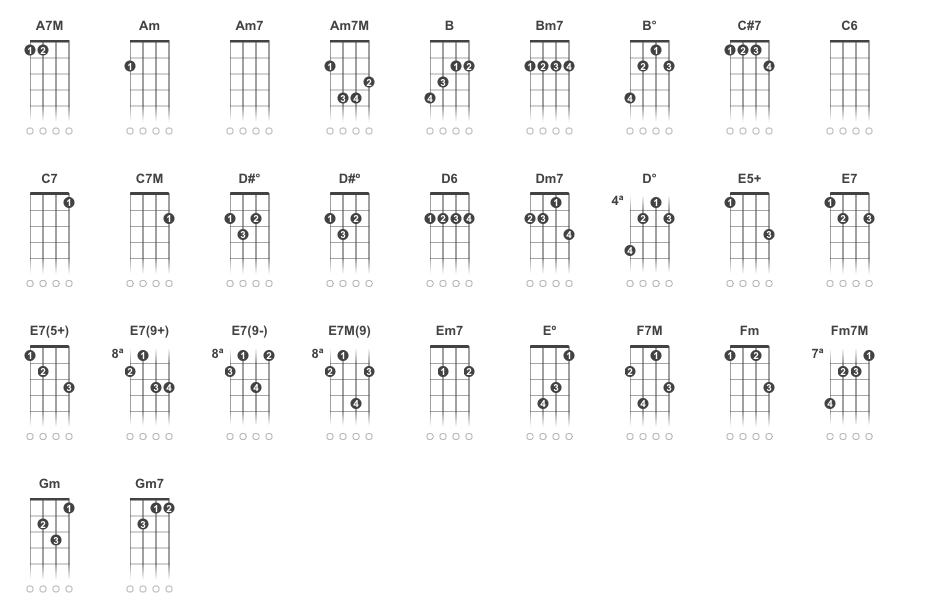 A7M Am Am7 Am7M B Bm7 B° C#7 C6
1 2 1 1 2 3 4 1 2 3 4 1 2 3 4 1 2 3 4 1 2 3 4
C7 C7M D#° D#º D6 Dm7 D° E5+ E7
1 1 1 2 3 1 2 3 1 2 3 4 1 2 3 4 4ª 1 2 3 4 1 3 1 2 3
E7(5+) E7(9+) E7(9-) E7M(9) Em7 Eº F7M Fm Fm7M
1 2 3 8ª 1 2 3 4 8ª 1 2 3 4 8ª 1 2 3 4 1 2 1 3 4 1 2 3 4 1 2 3 7ª 1 2 3 4
Gm Gm7
1 2 3 1 2 3